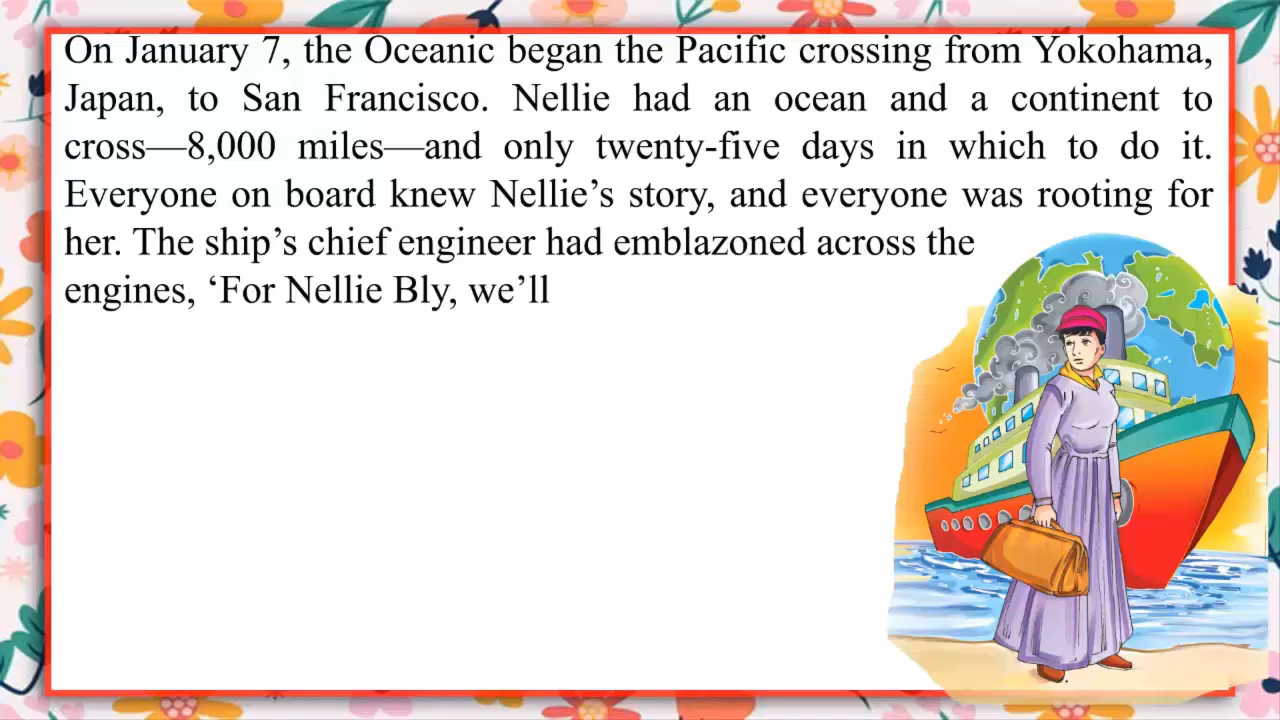 On January 7, the Oceanic began the Pacific crossing from Yokohama,
Japan, to San Francisco. Nellie had an ocean and a continent to
cross—8,000 miles—and only twenty-five days in which to do it.
Everyone on board knew Nellie’s story, and everyone was rooting for
her. The ship’s chief engineer had emblazoned across the
engines, ‘For Nellie Bly, we’ll